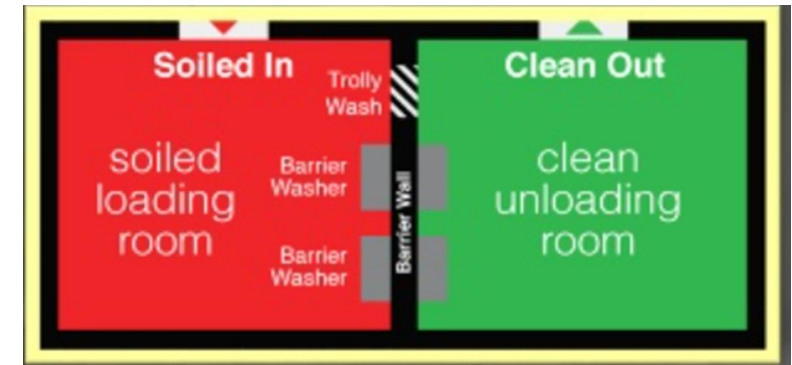 Soiled In
Trolly
Wash
soiled
loading
room
Barrier
Washer
Barrier
Washer
Barrier Wall
Clean Out
clean
unloading
room